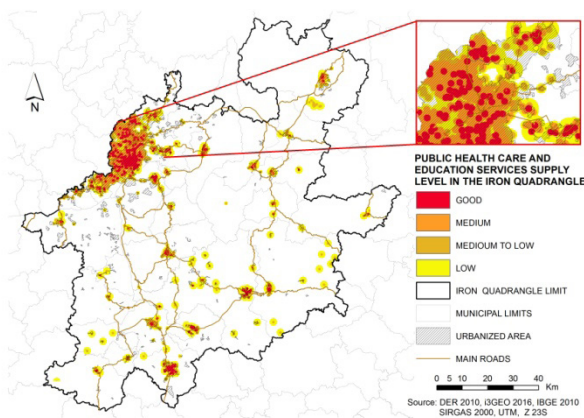 N
PUBLIC HEALTH CARE AND
EDUCATION SERVICES SUPPLY
LEVEL IN THE IRON QUADRANGLE
GOOD
MEDIUM
MEDIOUM TO LOW
LOW
IRON QUADRANGLE LIMIT
MUNICIPAL LIMITS
URBANIZED AREA
MAIN ROADS
0 5 10 20 30 40
Km
Source: DER 2010, i3GEO 2016, IBGE 2010
SIRGAS 2000, UTM, Z 23S